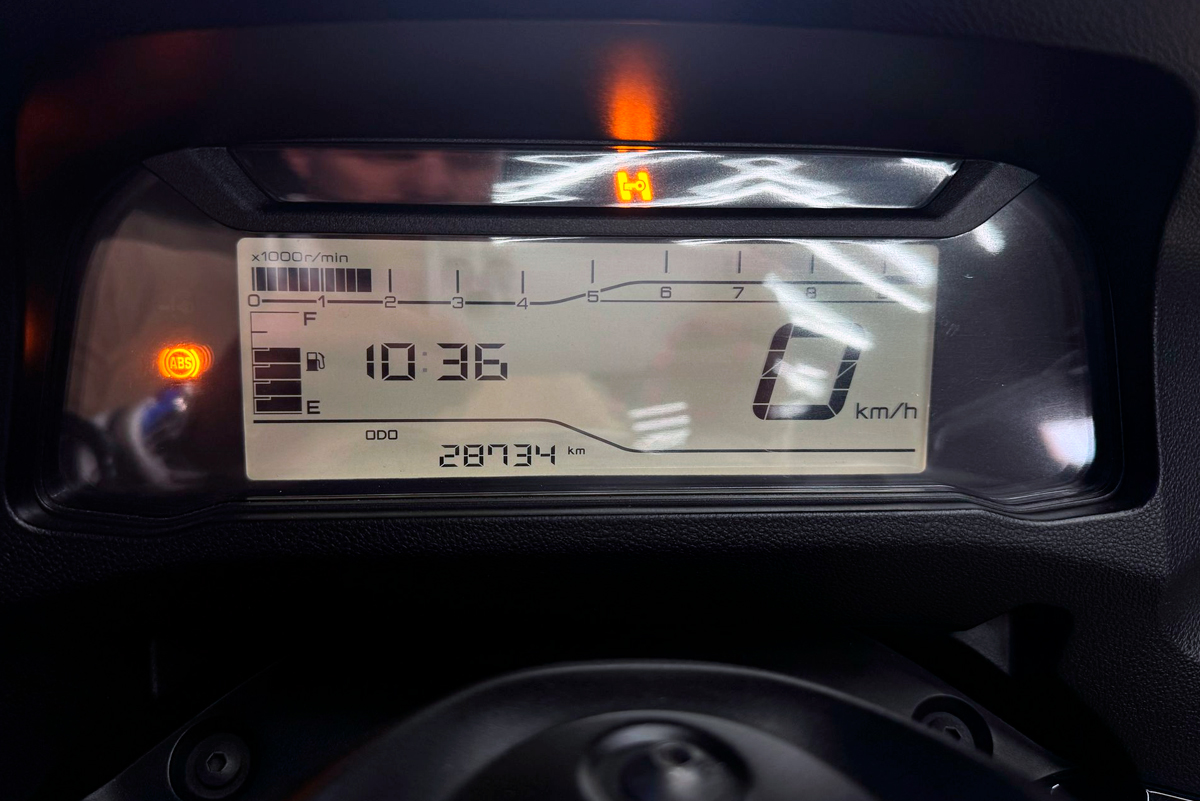 x1000r/min
0 1 2 3 4 5 6 7 8
F
ABS
10:36
0 km/h
E
ODO
28734 km